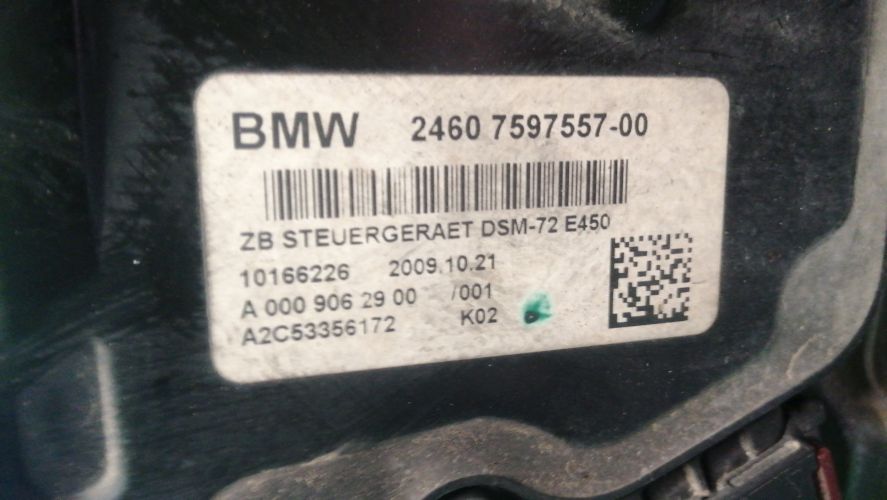 BMW 2460 7597557-00
ZB STEUERGERAET DSM-72 E450
10166226 2009.10.21
A 000 906 29 00 /001
A2C53356172 K02